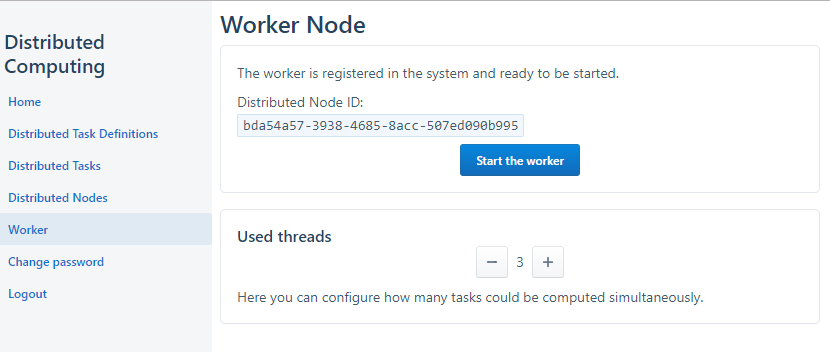 Distributed
Computing
Home
Distributed Task Definitions
Distributed Tasks
Distributed Nodes
Worker
Change password
Logout
Worker Node
The worker is registered in the system and ready to be started.
Distributed Node ID:
bda54a57-3938-4685-8acc-507ed090b995
Start the worker
Used threads
− 3 +
Here you can configure how many tasks could be computed simultaneously.